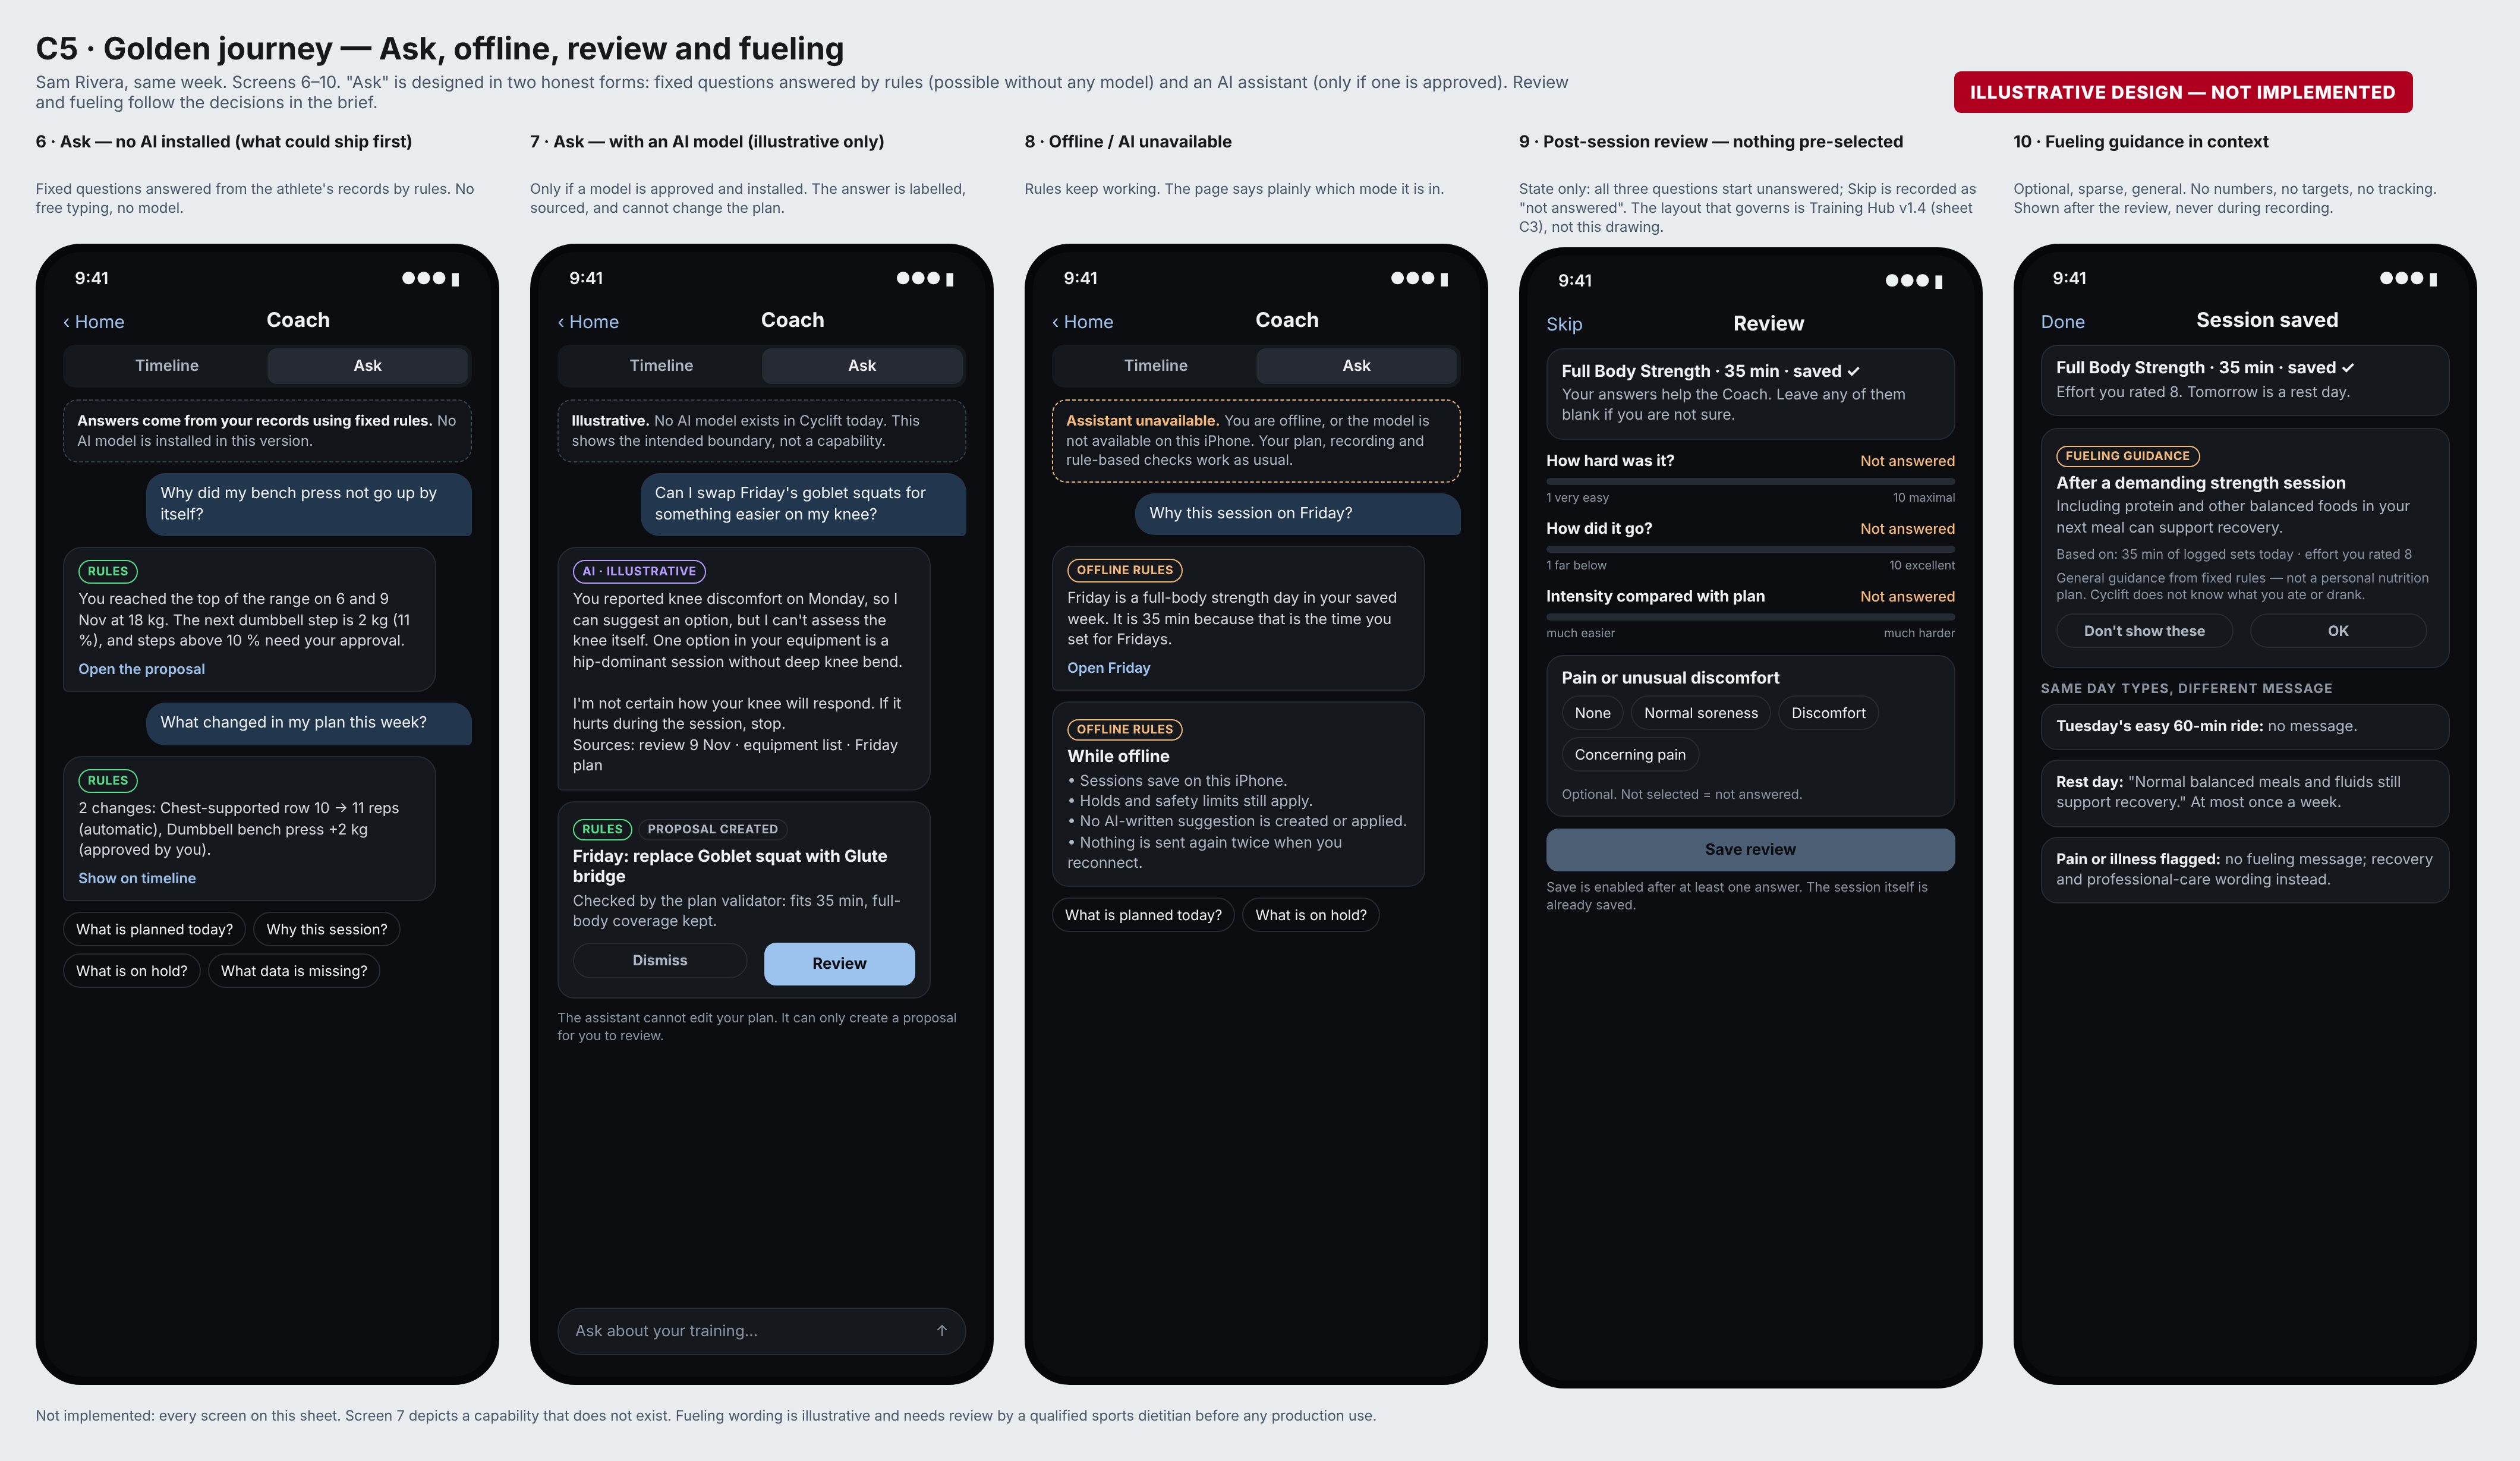 C5 · Golden journey — Ask, offline, review and fueling
Sam Rivera, same week. Screens 6–10. "Ask" is designed in two honest forms: fixed questions answered by rules (possible without any model) and an AI assistant (only if one is approved). Review
and fueling follow the decisions in the brief.
ILLUSTRATIVE DESIGN — NOT IMPLEMENTED
6 · Ask — no AI installed (what could ship first)
Fixed questions answered from the athlete's records by rules. No
free typing, no model.
9:41
‹ Home
Coach
Timeline
Ask
Answers come from your records using fixed rules. No
AI model is installed in this version.
Why did my bench press not go up by
itself?
RULES
You reached the top of the range on 6 and 9
Nov at 18 kg. The next dumbbell step is 2 kg (11
%), and steps above 10 % need your approval.
Open the proposal
What changed in my plan this week?
RULES
2 changes: Chest-supported row 10 → 11 reps
(automatic), Dumbbell bench press +2 kg
(approved by you).
Show on timeline
What is planned today?
Why this session?
What is on hold?
What data is missing?
7 · Ask — with an AI model (illustrative only)
Only if a model is approved and installed. The answer is labelled,
sourced, and cannot change the plan.
9:41
‹ Home
Coach
Timeline
Ask
Illustrative. No AI model exists in Cyclift today. This
shows the intended boundary, not a capability.
Can I swap Friday's goblet squats for
something easier on my knee?
AI · ILLUSTRATIVE
You reported knee discomfort on Monday, so I
can suggest an option, but I can't assess the
knee itself. One option in your equipment is a
hip-dominant session without deep knee bend.
I'm not certain how your knee will respond. If it
hurts during the session, stop.
Sources: review 9 Nov · equipment list · Friday
plan
RULES
PROPOSAL CREATED
Friday: replace Goblet squat with Glute
bridge
Checked by the plan validator: fits 35 min, full-
body coverage kept.
Dismiss
Review
The assistant cannot edit your plan. It can only create a proposal
for you to review.
Ask about your training...
↑
8 · Offline / AI unavailable
Rules keep working. The page says plainly which mode it is in.
9:41
‹ Home
Coach
Timeline
Ask
Assistant unavailable. You are offline, or the model is
not available on this iPhone. Your plan, recording and
rule-based checks work as usual.
Why this session on Friday?
OFFLINE RULES
Friday is a full-body strength day in your saved
week. It is 35 min because that is the time you
set for Fridays.
Open Friday
OFFLINE RULES
While offline
• Sessions save on this iPhone.
• Holds and safety limits still apply.
• No AI-written suggestion is created or applied.
• Nothing is sent again twice when you
reconnect.
What is planned today?
What is on hold?
9 · Post-session review — nothing pre-selected
State only: all three questions start unanswered; Skip is recorded as
"not answered". The layout that governs is Training Hub v1.4 (sheet
C3), not this drawing.
9:41
Skip
Review
Full Body Strength · 35 min · saved ✓
Your answers help the Coach. Leave any of them
blank if you are not sure.
How hard was it?
Not answered
1 very easy
10 maximal
How did it go?
Not answered
1 far below
10 excellent
Intensity compared with plan
Not answered
much easier
much harder
Pain or unusual discomfort
None
Normal soreness
Discomfort
Concerning pain
Optional. Not selected = not answered.
Save review
Save is enabled after at least one answer. The session itself is
already saved.
10 · Fueling guidance in context
Optional, sparse, general. No numbers, no targets, no tracking.
Shown after the review, never during recording.
9:41
Done
Session saved
Full Body Strength · 35 min · saved ✓
Effort you rated 8. Tomorrow is a rest day.
FUELING GUIDANCE
After a demanding strength session
Including protein and other balanced foods in your
next meal can support recovery.
Based on: 35 min of logged sets today · effort you rated 8
General guidance from fixed rules — not a personal nutrition
plan. Cyclift does not know what you ate or drank.
Don't show these
OK
SAME DAY TYPES, DIFFERENT MESSAGE
Tuesday's easy 60-min ride: no message.
Rest day: "Normal balanced meals and fluids still
support recovery." At most once a week.
Pain or illness flagged: no fueling message; recovery
and professional-care wording instead.
Not implemented: every screen on this sheet. Screen 7 depicts a capability that does not exist. Fueling wording is illustrative and needs review by a qualified sports dietitian before any production use.